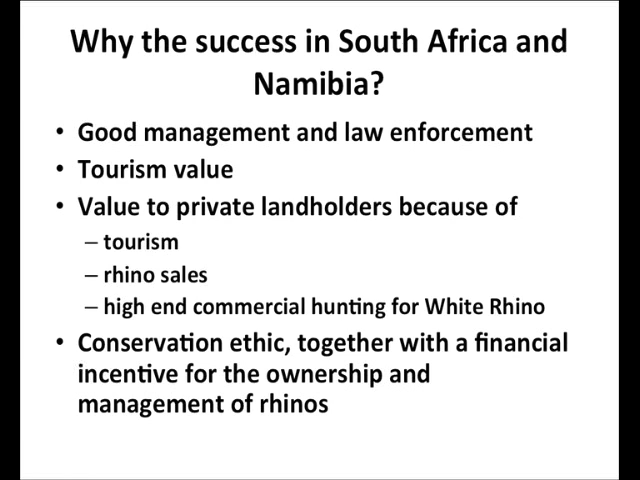 Why the success in South Africa and
Namibia?
• Good management and law enforcement
• Tourism value
• Value to private landholders because of
– tourism
– rhino sales
– high end commercial hunting for White Rhino
• Conservation ethic, together with a financial
incentive for the ownership and
management of rhinos